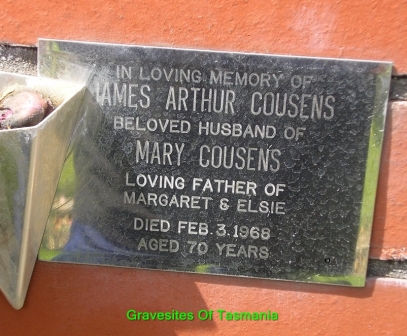 IN LOVING MEMORY OF
JAMES ARTHUR COUSENS
BELOVED HUSBAND OF
MARY COUSENS
LOVING FATHER OF
MARGARET & ELSIE
DIED FEB. 3. 1968
AGED 70 YEARS
Gravesites Of Tasmania